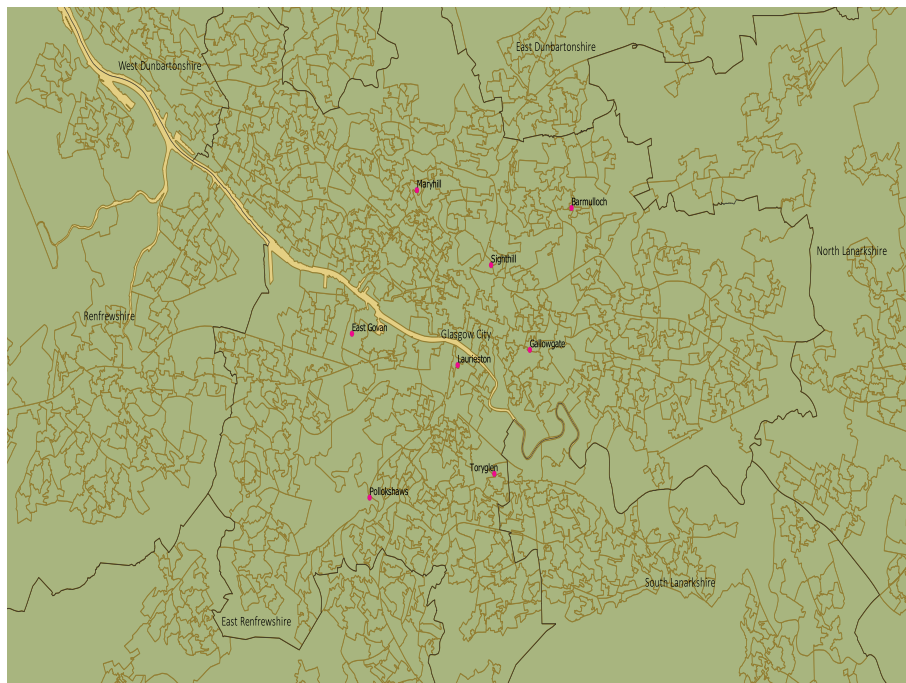 East Dunbartonshire
West Dunbartonshire
Maryhill
Barmulloch
North Lanarkshire
Sighthill
Renfrewshire
East Govan
Glasgow City
Gallowgate
Laurieston
Toryglen
Pollokshaws
South Lanarkshire
East Renfrewshire